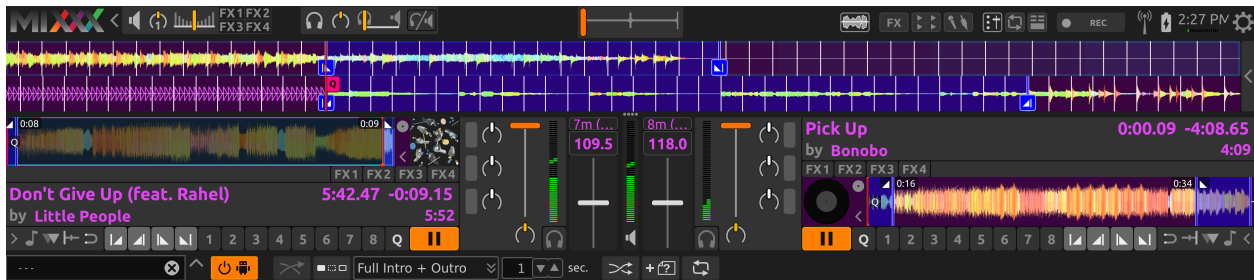 MIXXX FX1 FX2 FX REC 2:27 PM
FX3 FX4
Q
0:08 0:09 7m (... 8m (... Pick Up 0:00.09 -4:08.65
Q 109.5 118.0 by Bonobo 4:09
FX1 FX2 FX3 FX4 FX1 FX2 FX3 FX4
Don't Give Up (feat. Rahel) 5:42.47 -0:09.15 0:16 0:34
by Little People 5:52 Q
1 2 3 4 5 6 7 8 Q Q 1 2 3 4 5 6 7 8
--- Full Intro + Outro 1 sec.